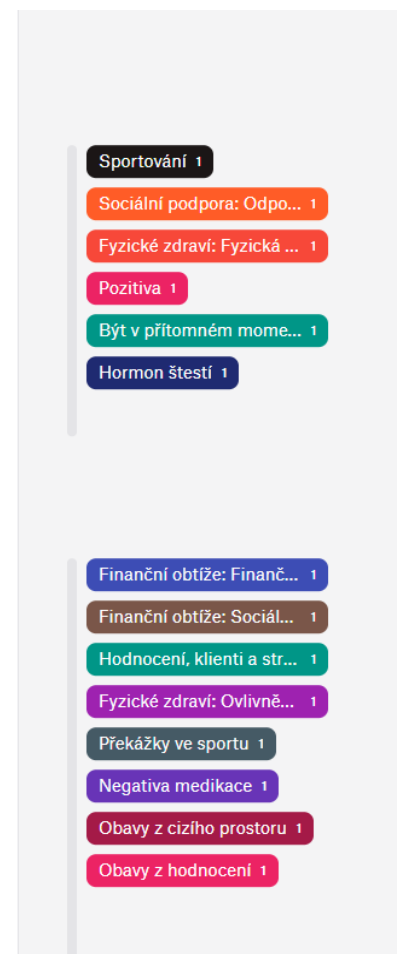 Sportování 1
Sociální podpora: Odpo... 1
Fyzické zdraví: Fyzická ... 1
Pozitiva 1
Být v přítomném mome... 1
Hormon štestí 1
Finanční obtíže: Finanč... 1
Finanční obtíže: Sociál... 1
Hodnocení, klienti a str... 1
Fyzické zdraví: Ovlivně... 1
Překážky ve sportu 1
Negativa medikace 1
Obavy z cizího prostoru 1
Obavy z hodnocení 1